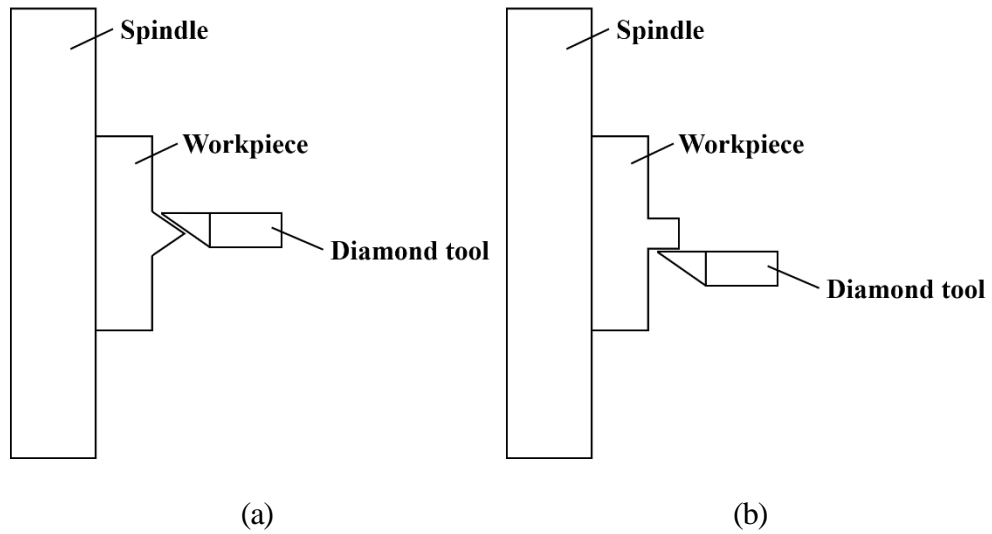 Spindle
Workpiece
Diamond tool
(a)
Spindle
Workpiece
Diamond tool
(b)